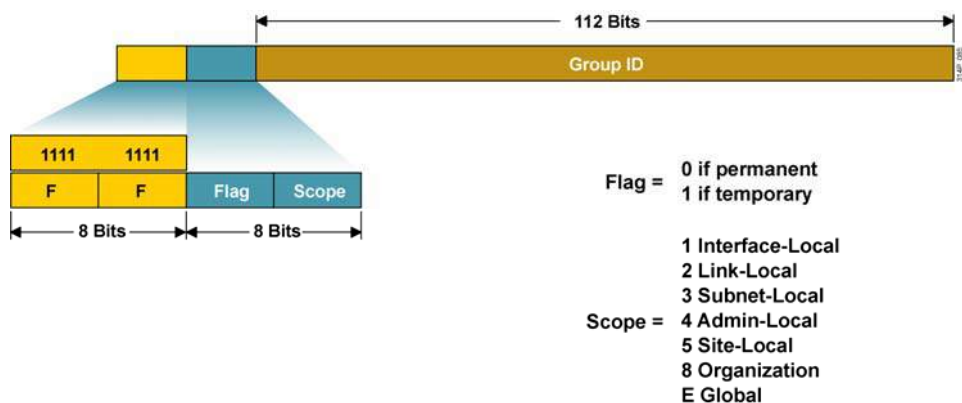 112 Bits
Group ID
314P_085
1111 1111
F F Flag Scope
8 Bits 8 Bits
Flag = 0 if permanent
1 if temporary
1 Interface-Local
2 Link-Local
3 Subnet-Local
Scope = 4 Admin-Local
5 Site-Local
8 Organization
E Global